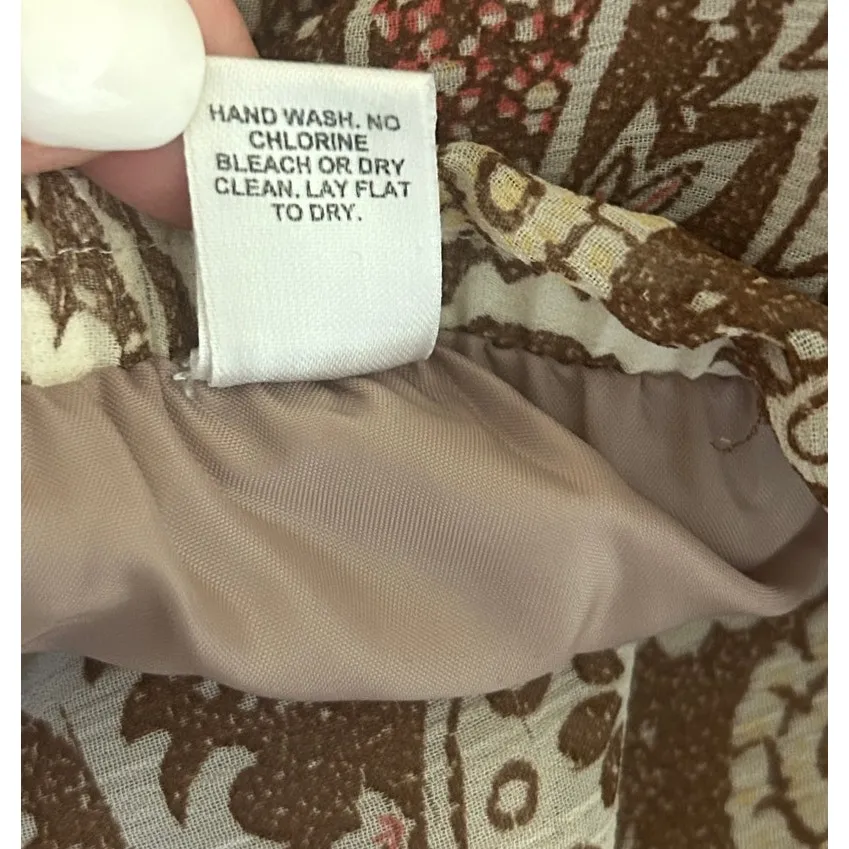 HAND WASH. NO
CHLORINE
BLEACH OR DRY
CLEAN. LAY FLAT
TO DRY.